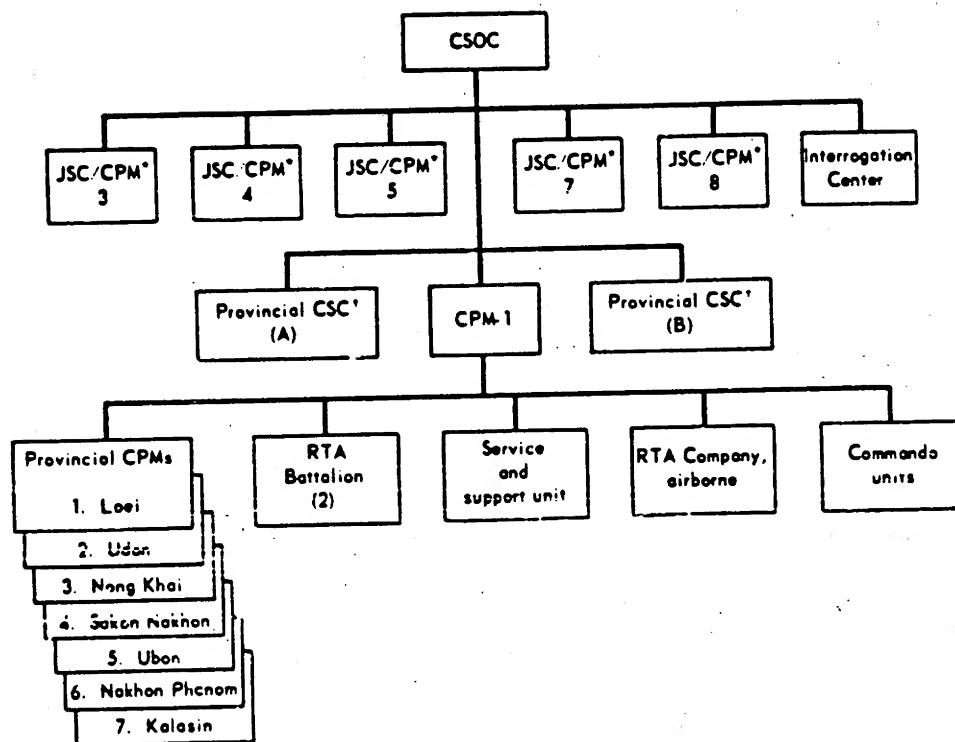 CSOC
JSC/CPM*
3
JSC/CPM*
4
JSC/CPM*
5
JSC/CPM*
7
JSC/CPM*
8
Interrogation
Center
Provincial CSC†
(A)
CPM-1
Provincial CSC†
(B)
Provincial CPMs
1. Loei
2. Udon
3. Nong Khai
4. Sakon Nakhon
5. Ubon
6. Nakhon Phenom
7. Kalasin
RTA
Battalion
(2)
Service
and
support unit
RTA Company,
airborne
Commando
units